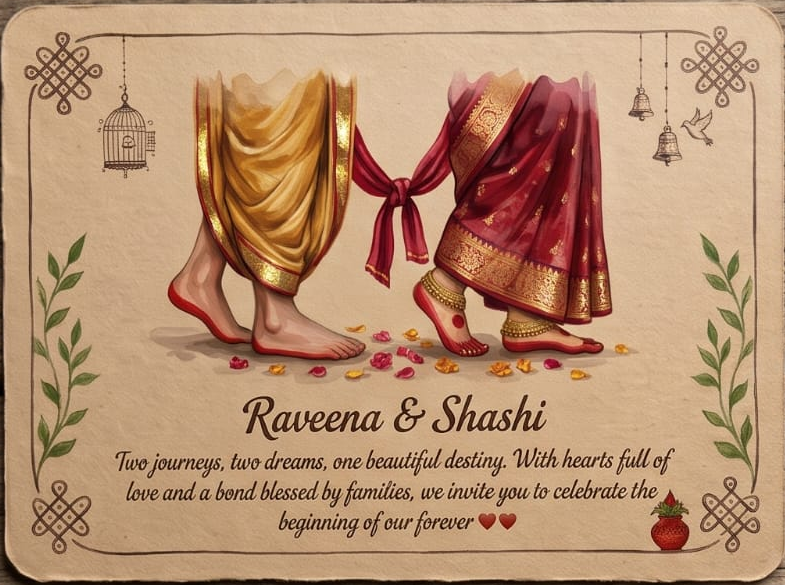 Raveena & Shashi
Two journeys, two dreams, one beautiful destiny. With hearts full of
love and a bond blessed by families, we invite you to celebrate the
beginning of our forever ♥♥